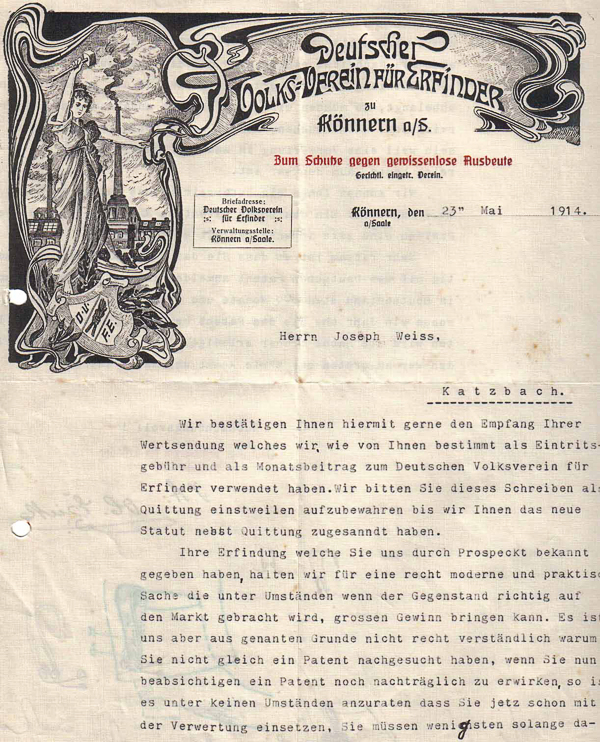 Deutscher
Volks=Verein für Erfinder
zu
Könnern a/S.
Zum Schutze gegen gewissenlose Ausbeute
Gerichtl. eingetr. Verein.
Briefadresse:
Deutscher Volksverein
für Erfinder
Verwaltungsstelle:
Könnern a/Saale.
Könnern, den 23" Mai 1914.
a/Saale
D.V.
F.E.
Herrn Joseph Weiss,
Katzbach.
Wir bestätigen Ihnen hiermit gerne den Empfang Ihrer
Wertsendung welches wir, wie von Ihnen bestimmt als Eintrits-
gebühr und als Monatsbeitrag zum Deutschen Volksverein für
Erfinder verwendet haben.Wir bitten Sie dieses Schreiben als
Quittung einstweilen aufzubewahren bis wir Ihnen das neue
Statut nebst Quittung zugesanndt haben.
Ihre Erfindung welche Sie uns durch Prospeckt bekannt
gegeben haben, halten wir für eine recht moderne und praktisc
Sache die unter Umständen wenn der Gegenstand richtig auf
den Markt gebracht wird, grossen Gewinn bringen kann. Es ist
uns aber aus genanten Grunde nicht recht verständlich warum
Sie nicht gleich ein Patent nachgesucht haben, wenn Sie nun
beabsichtigen ein Patent noch nachträglich zu erwirken, so i
es unter keinen Umständen anzuraten dass Sie jetz schon mit
der Verwertung einsetzen, Sie müssen wenigsten solange da-